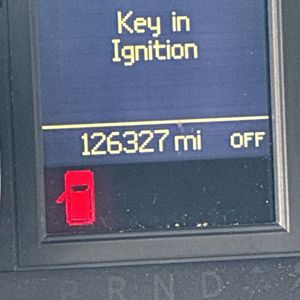 Key in
Ignition
126327 mi OFF
P R N D